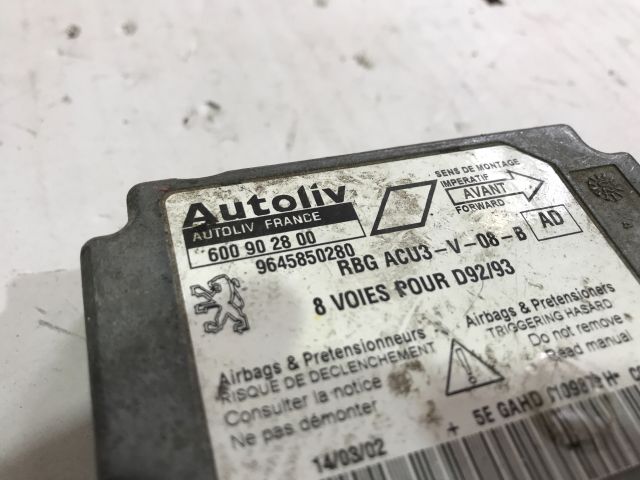 Autoliv
AUTOLIV FRANCE
600 90 28 00
9645850280
SENS DE MONTAGE
IMPERATIF
AVANT
FORWARD
RBG ACU3-V-08-B
AD
8 VOIES POUR D92/93
Airbags & Pretensionneurs
RISQUE DE DECLENCHEMENT
Consulter la notice
Ne pas démonter
Airbags & Pretensioners
TRIGGERING HASARD
Do not remove
Read manual
14/03/02
+ 5E GAHD